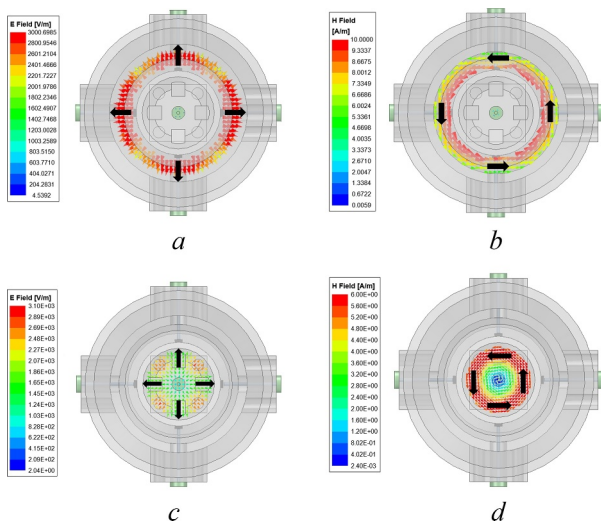 E Field [V/m]
3000.6985
2800.9546
2601.2104
2401.4666
2201.7227
2001.9786
1802.2346
1602.4907
1402.7468
1203.0028
1003.2589
803.5150
603.7710
404.0271
204.2831
4.5392
a
H Field
[A/m]
10.0000
9.3337
8.6675
8.0012
7.3349
6.6686
6.0024
5.3361
4.6698
4.0035
3.3373
2.6710
2.0047
1.3384
0.6722
0.0059
b
E Field [V/m]
3.10E+03
2.89E+03
2.69E+03
2.48E+03
2.27E+03
2.07E+03
1.86E+03
1.65E+03
1.45E+03
1.24E+03
1.03E+03
8.28E+02
6.22E+02
4.15E+02
2.09E+02
2.04E+00
c
H Field [A/m]
6.00E+00
5.60E+00
5.20E+00
4.80E+00
4.40E+00
4.00E+00
3.60E+00
3.20E+00
2.80E+00
2.40E+00
2.00E+00
1.60E+00
1.20E+00
8.02E-01
4.02E-01
2.40E-03
d